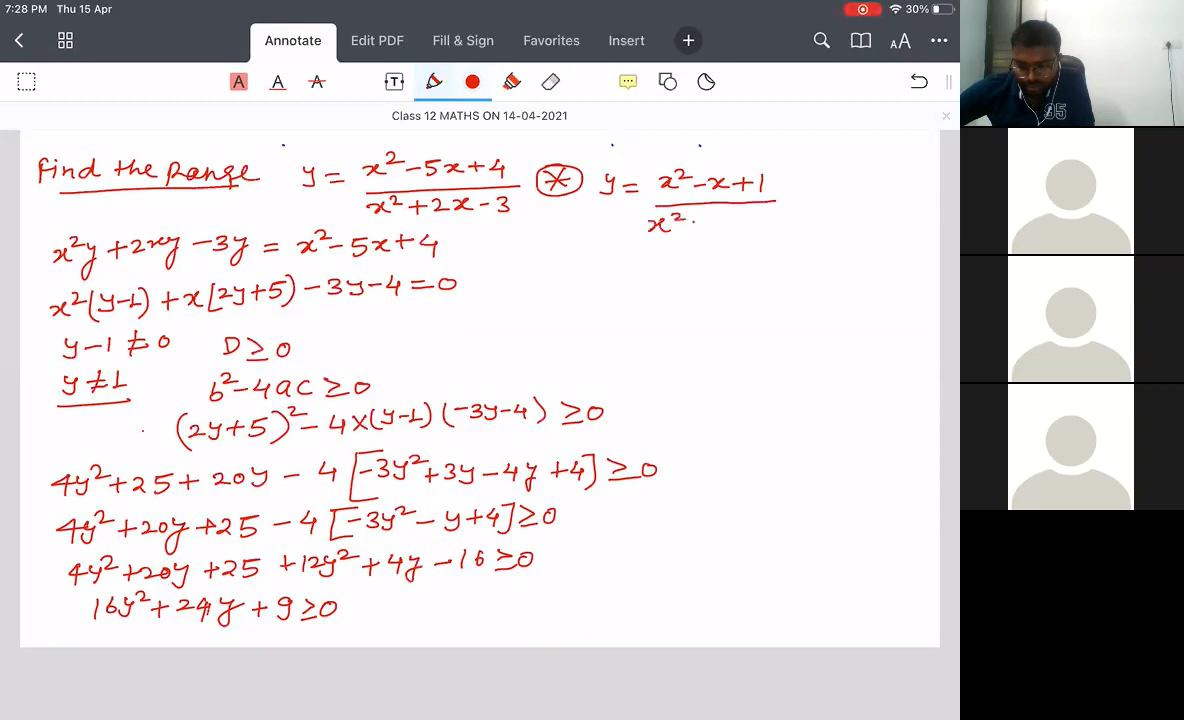 7:28 PM Thu 15 Apr
30%
Annotate Edit PDF Fill & Sign Favorites Insert
Class 12 MATHS ON 14-04-2021
Find the Range y = (x² - 5x + 4)/(x² + 2x - 3) * y = (x² - x + 1)/(x²
x²y + 2xy - 3y = x² - 5x + 4
x²(y-1) + x[2y+5) - 3y - 4 = 0
y - 1 ≠ 0 D ≥ 0
y ≠ 1 b² - 4ac ≥ 0
(2y+5)² - 4×(y-1)(-3y-4) ≥ 0
4y² + 25 + 20y - 4[-3y² + 3y - 4y + 4] ≥ 0
4y² + 20y + 25 - 4[-3y² - y + 4] ≥ 0
4y² + 20y + 25 + 12y² + 4y - 16 ≥ 0
16y² + 24y + 9 ≥ 0
95